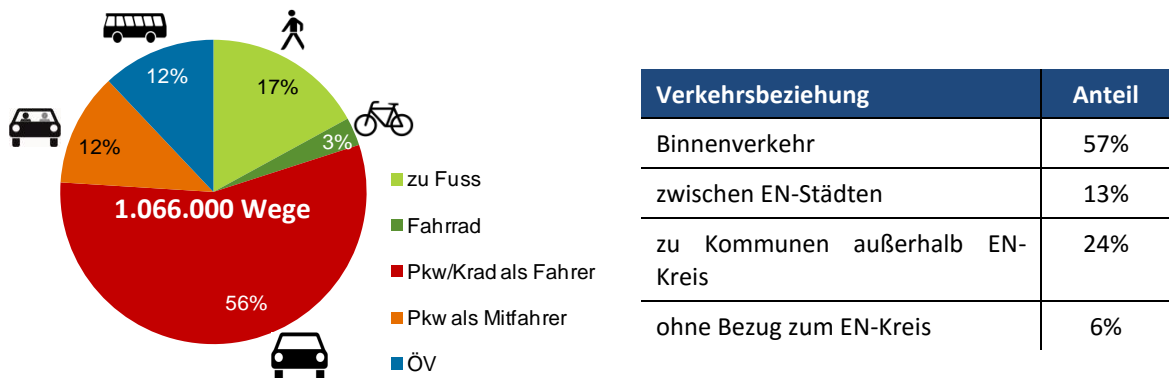 12%
17%
3%
12%
1.066.000 Wege
56%
zu Fuss
Fahrrad
Pkw/Krad als Fahrer
Pkw als Mitfahrer
ÖV
Verkehrsbeziehung Anteil
Binnenverkehr 57%
zwischen EN-Städten 13%
zu Kommunen außerhalb EN- 24%
Kreis
ohne Bezug zum EN-Kreis 6%